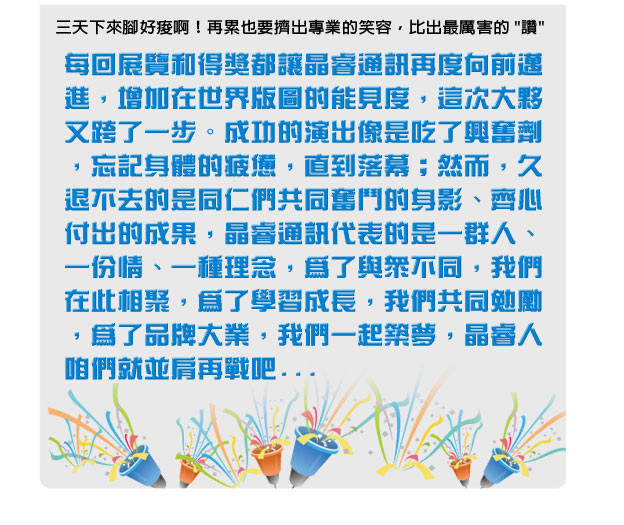 三天下來腳好痠啊！再累也要擠出專業的笑容，比出最厲害的 "讚"
每回展覽和得獎都讓晶睿通訊再度向前邁
進，增加在世界版圖的能見度，這次大夥
又跨了一步。成功的演出像是吃了興奮劑
，忘記身體的疲憊，直到落幕；然而，久
退不去的是同仁們共同奮鬥的身影、齊心
付出的成果，晶睿通訊代表的是一群人、
一份情、一種理念，為了與眾不同，我們
在此相聚，為了學習成長，我們共同勉勵
，為了品牌大業，我們一起築夢，晶睿人
咱們就並肩再戰吧...